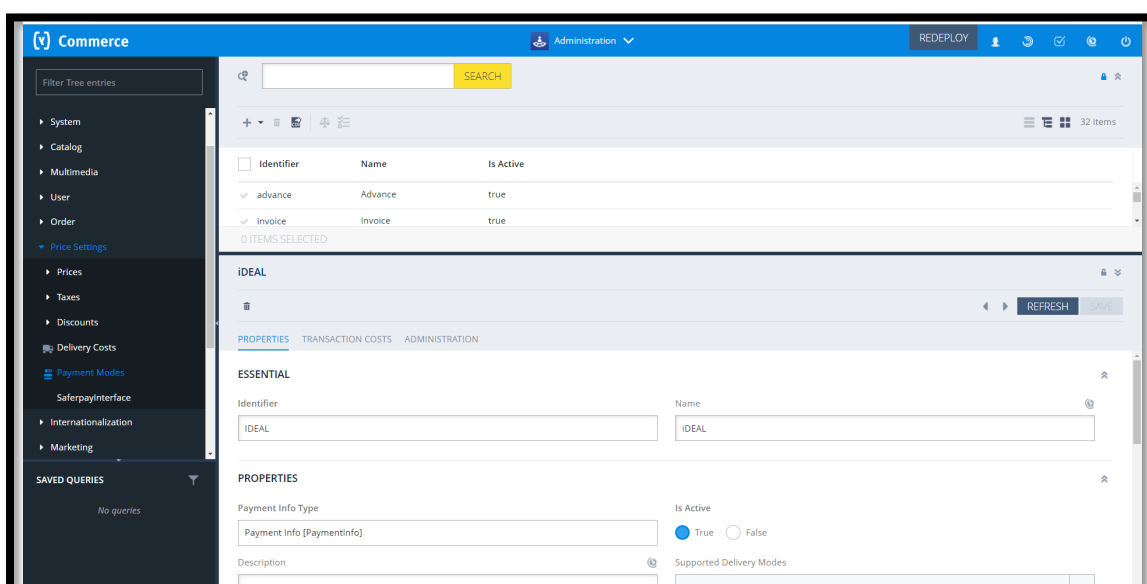 (y) Commerce
Administration
REDEPLOY
Filter Tree entries
SEARCH
System
Catalog
Multimedia
User
Order
Price Settings
Prices
Taxes
Discounts
Delivery Costs
Payment Modes
SaferpayInterface
Internationalization
Marketing
SAVED QUERIES
No queries
32 items
Identifier Name Is Active
advance Advance true
invoice Invoice true
0 ITEMS SELECTED
iDEAL
REFRESH SAVE
PROPERTIES TRANSACTION COSTS ADMINISTRATION
ESSENTIAL
Identifier Name
IDEAL iDEAL
PROPERTIES
Payment Info Type Is Active
Payment Info [PaymentInfo] True False
Description Supported Delivery Modes